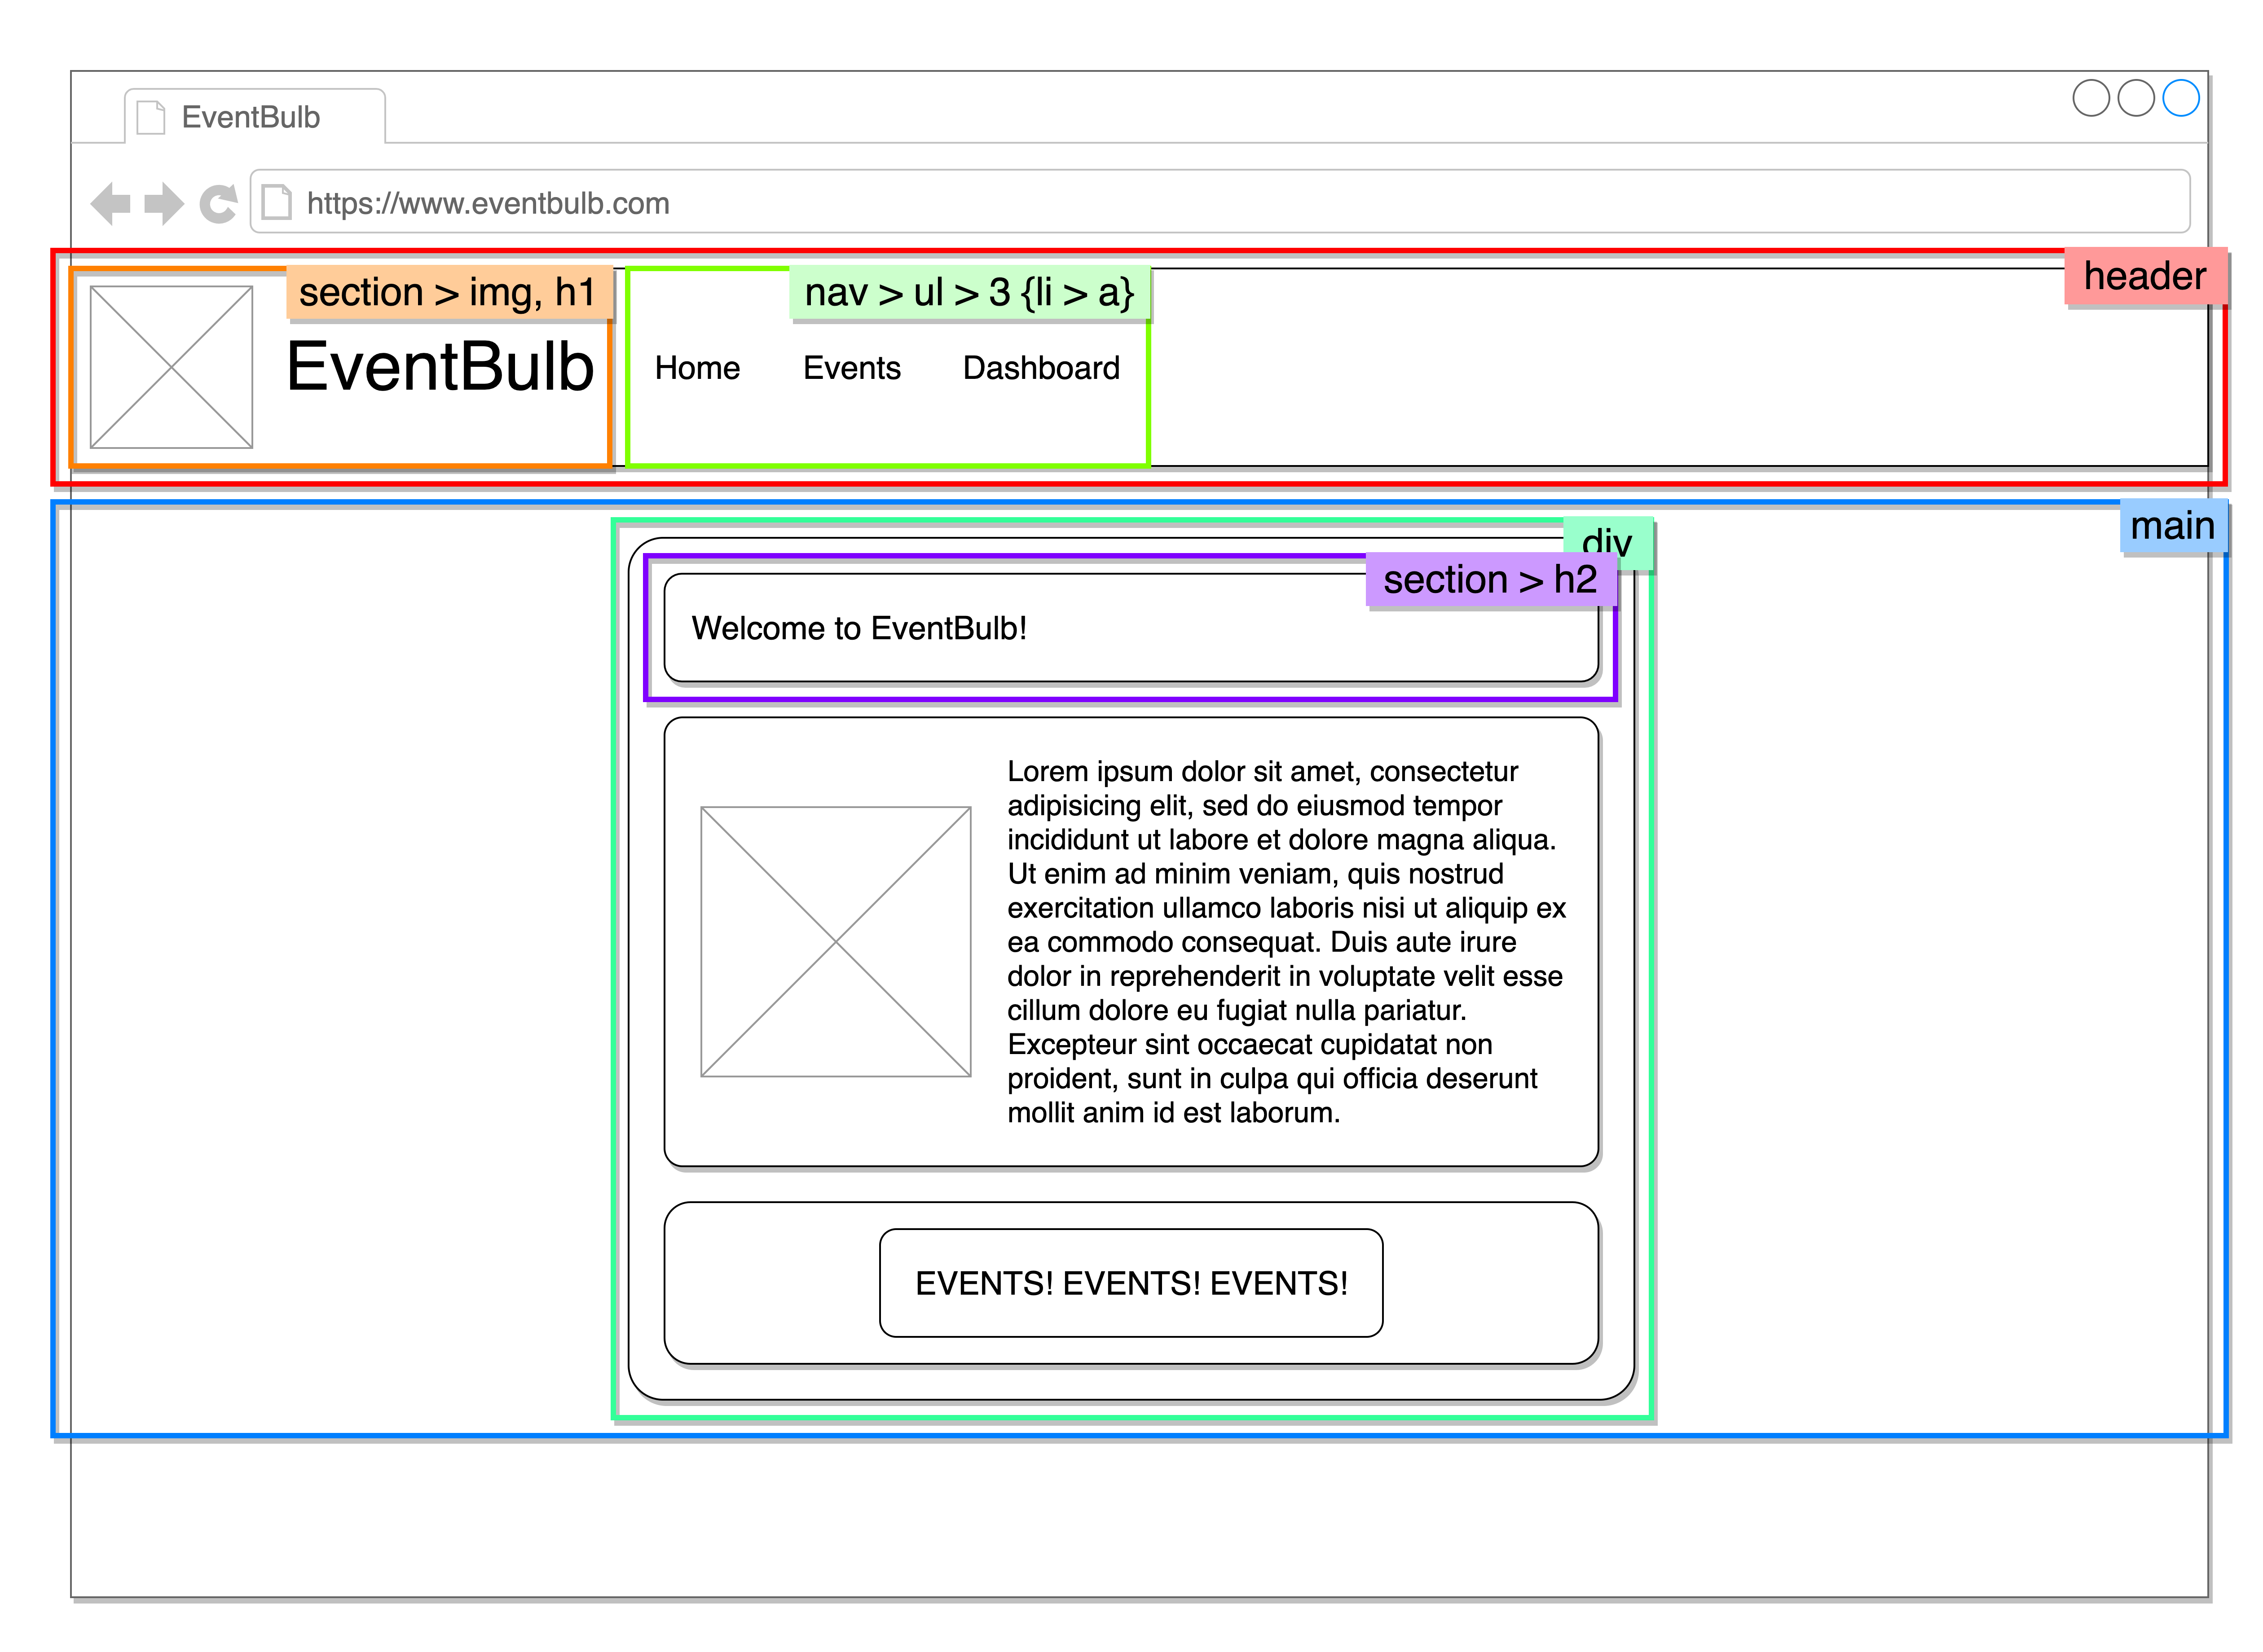 EventBulb
https://www.eventbulb.com
header
section > img, h1
nav > ul > 3 {li > a}
EventBulb
Home
Events
Dashboard
main
div
section > h2
Welcome to EventBulb!
Lorem ipsum dolor sit amet, consectetur
adipisicing elit, sed do eiusmod tempor
incididunt ut labore et dolore magna aliqua.
Ut enim ad minim veniam, quis nostrud
exercitation ullamco laboris nisi ut aliquip ex
ea commodo consequat. Duis aute irure
dolor in reprehenderit in voluptate velit esse
cillum dolore eu fugiat nulla pariatur.
Excepteur sint occaecat cupidatat non
proident, sunt in culpa qui officia deserunt
mollit anim id est laborum.
EVENTS! EVENTS! EVENTS!